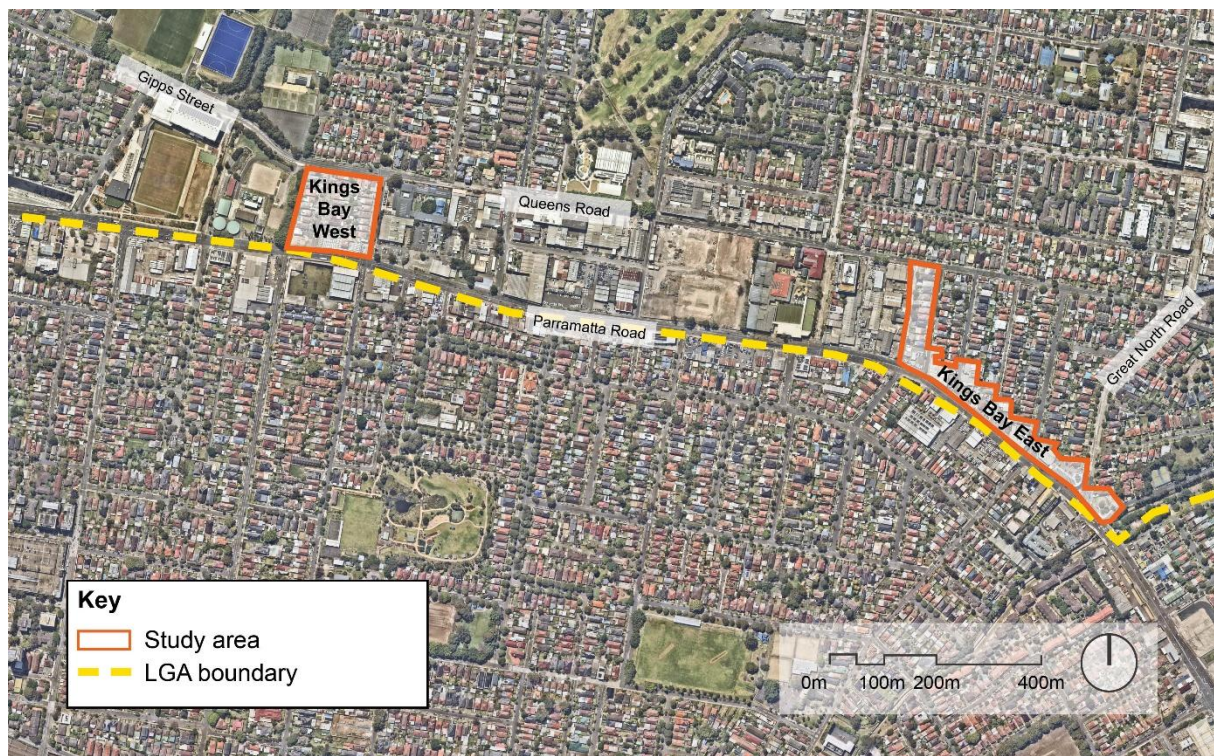 Gipps Street
Kings
Bay
West
Queens Road
Parramatta Road
Great North Road
Kings Bay East
Key
Study area
LGA boundary
0m 100m 200m 400m